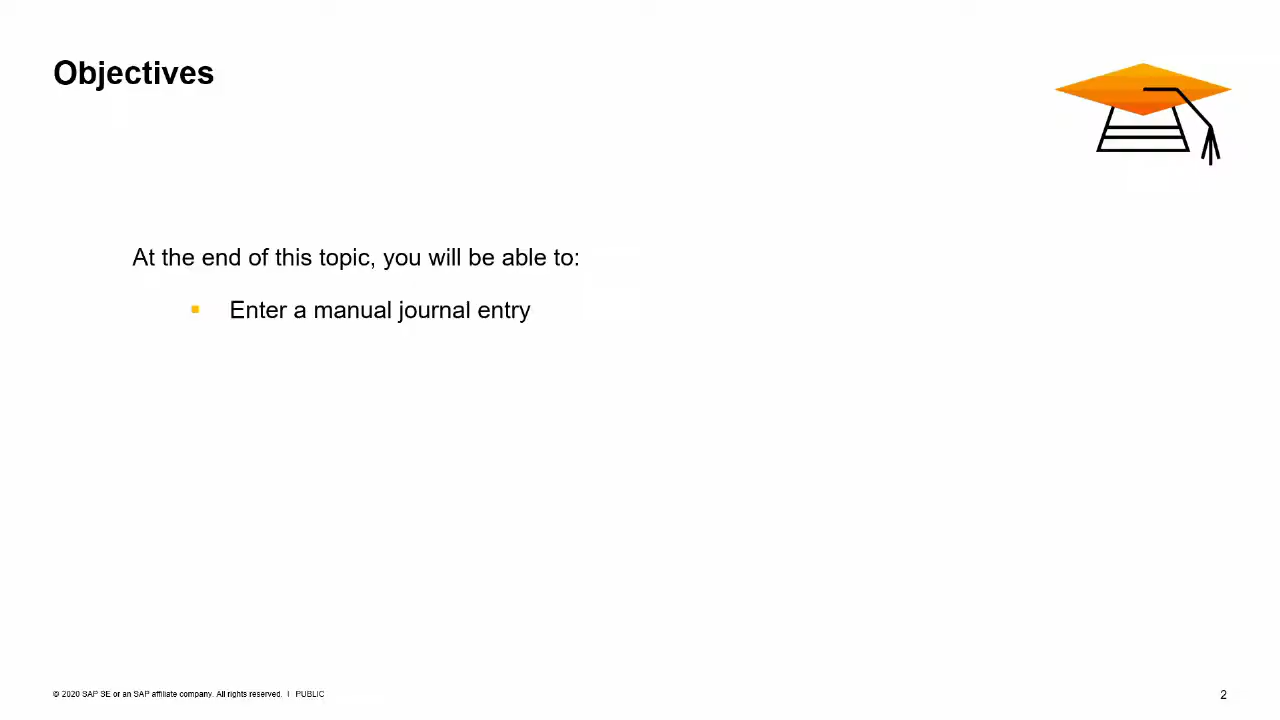 Objectives
At the end of this topic, you will be able to:
▪ Enter a manual journal entry
© 2020 SAP SE or an SAP affiliate company. All rights reserved. I PUBLIC
2